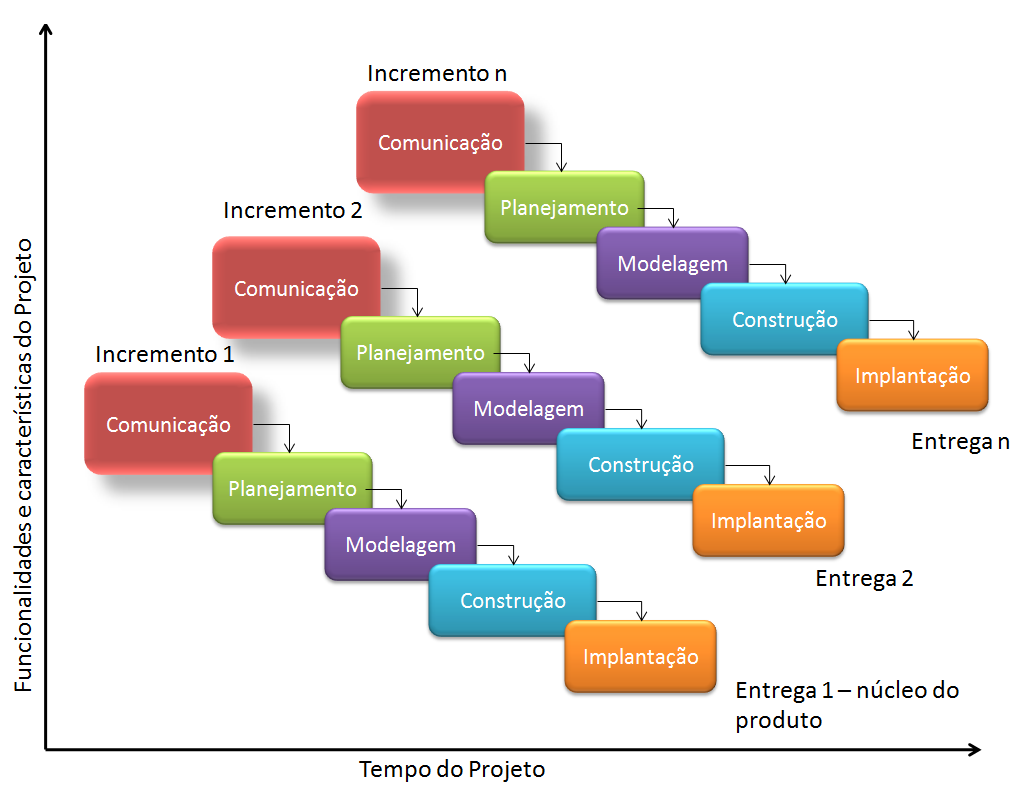 Funcionalidades e características do Projeto
Incremento n
Comunicação
Planejamento
Modelagem
Construção
Implantação
Entrega n
Incremento 2
Comunicação
Planejamento
Modelagem
Construção
Implantação
Entrega 2
Incremento 1
Comunicação
Planejamento
Modelagem
Construção
Implantação
Entrega 1 – núcleo do
produto
Tempo do Projeto